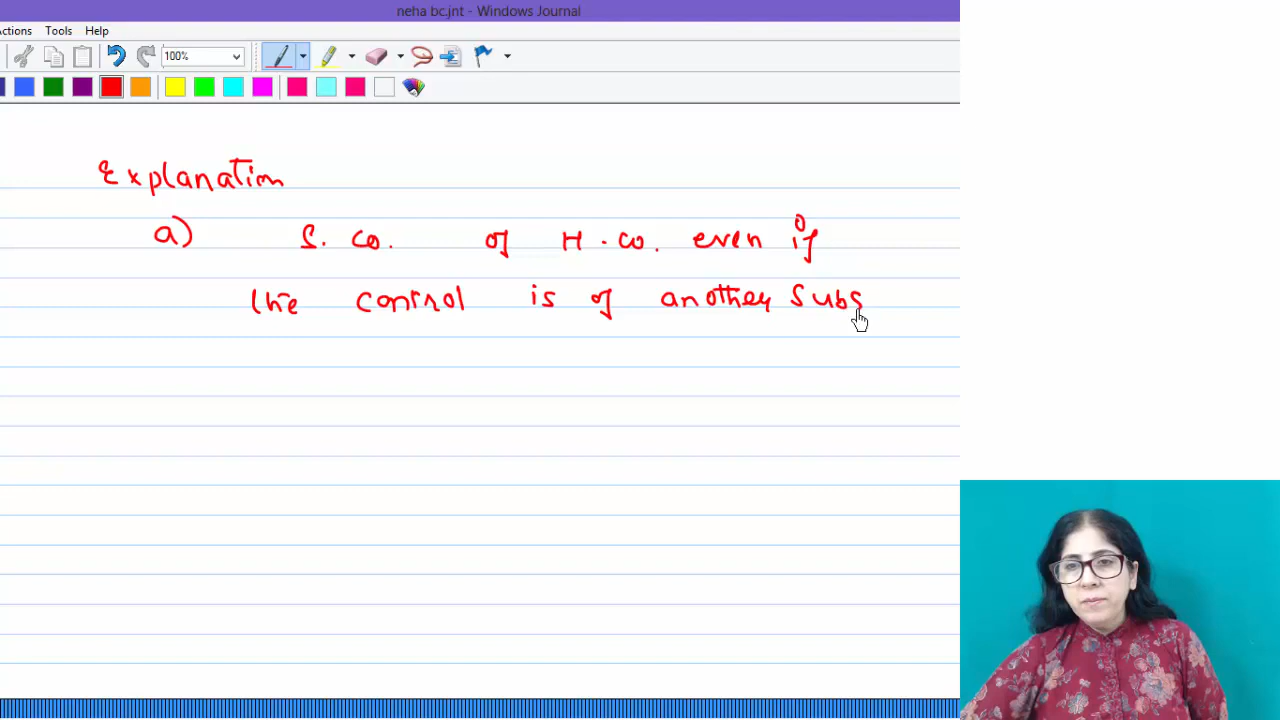 neha bc.jnt - Windows Journal
Actions Tools Help
100%
Explanation
a) S. Co. of H. Co. even if
the control is of another Subs